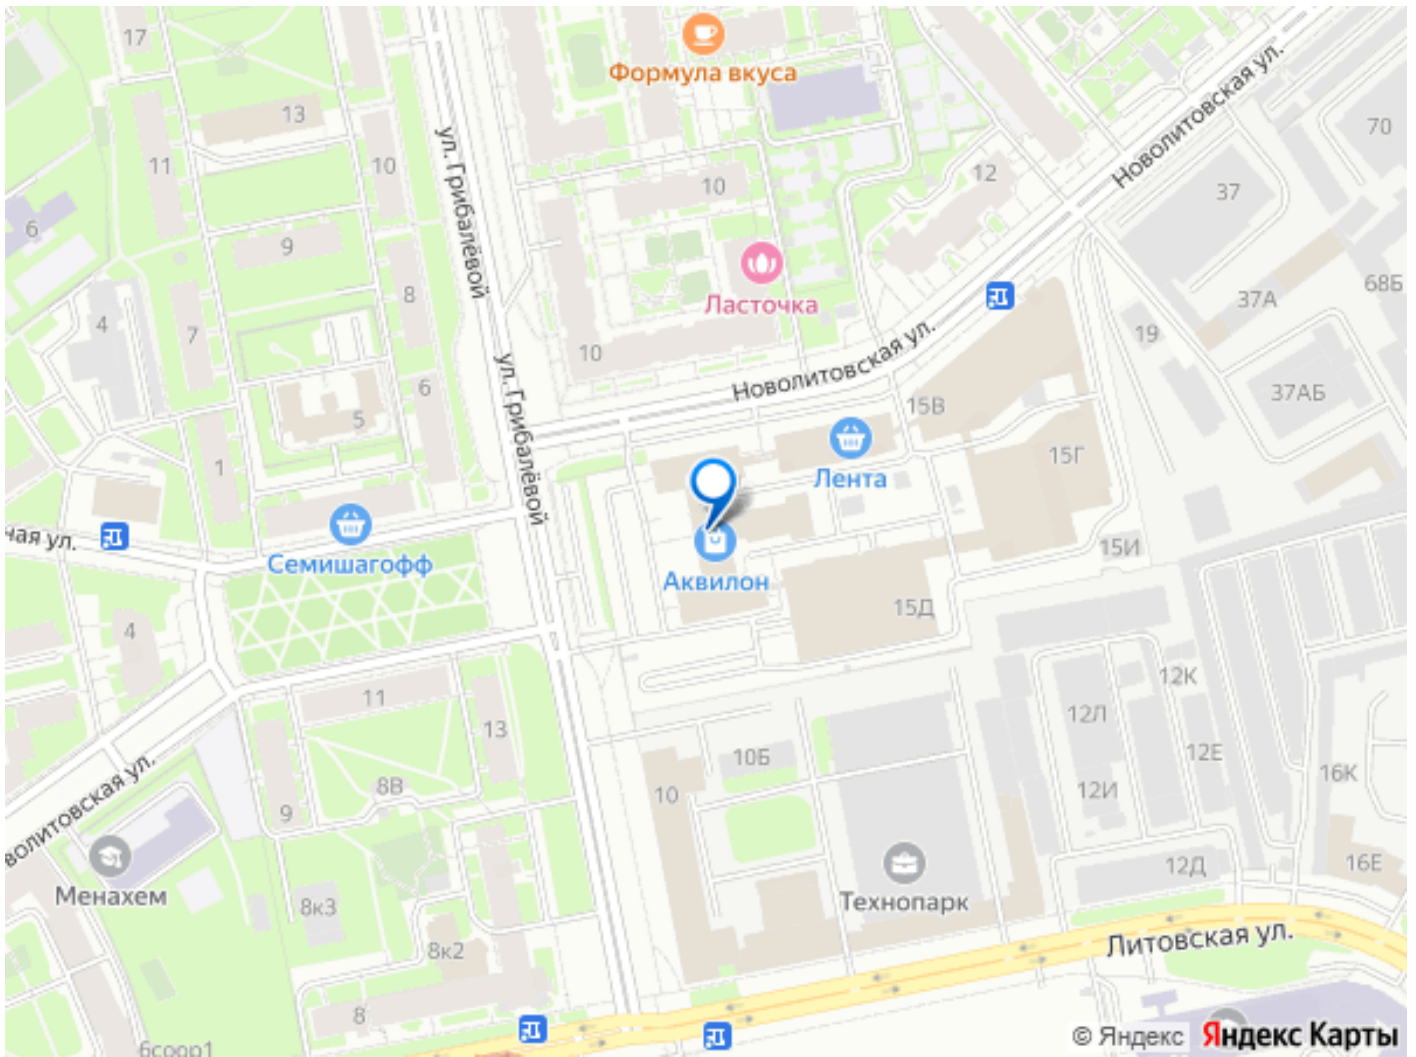 17
Формула вкуса
13
70
11
10
10
12
37
6
9
ул. Грибалёвой
Новолитовская ул.
8
Ласточка
37А
68Б
4
7
10
19
6
5
ул. Грибалёвой
Новолитовская ул.
15В
37АБ
1
15Г
Лента
ная ул.
Семишагофф
Аквилон
15И
15Д
4
12К
11
13
12Л
12Е
10Б
8В
10
12И
16К
9
волитовская ул.
Менахем
12Д
16Е
8к3
Технопарк
8к2
Литовская ул.
8
6соор1
© Яндекс Яндекс Карты